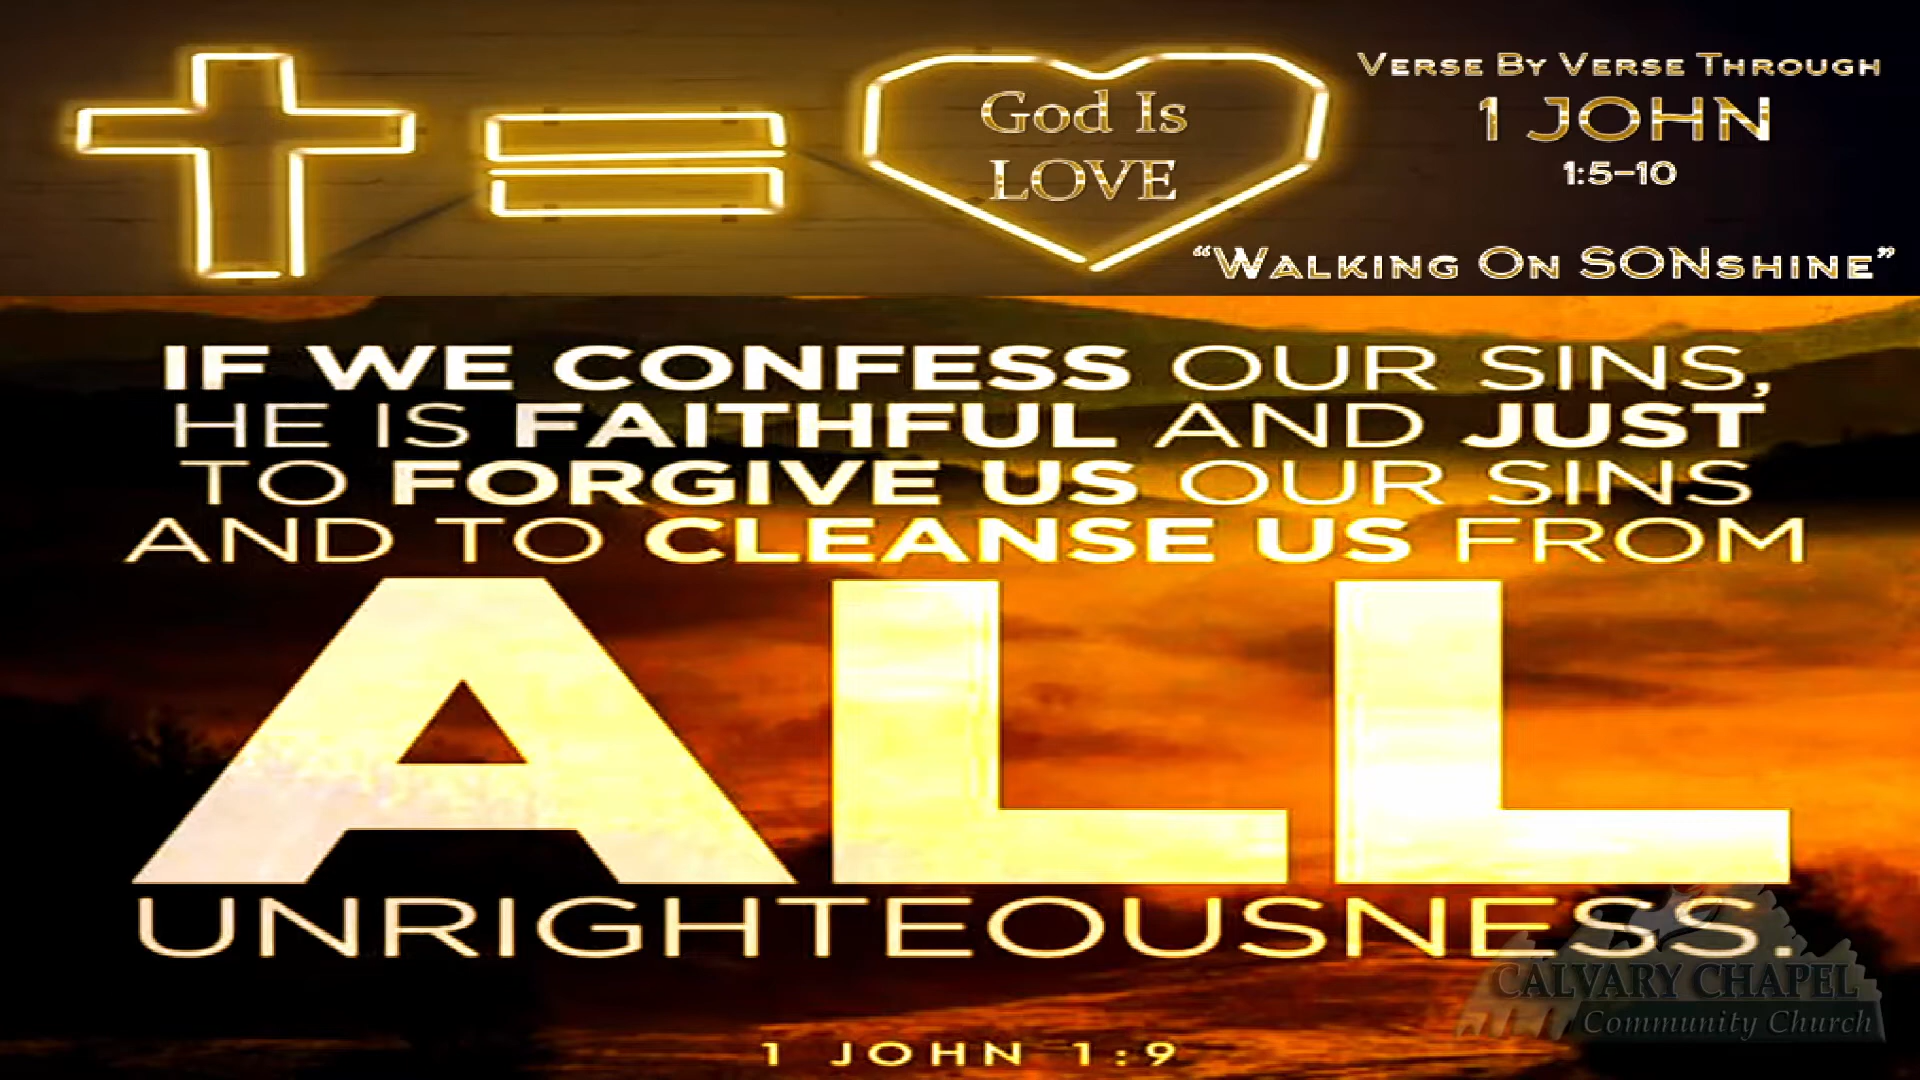 God Is
LOVE
VERSE BY VERSE THROUGH
1 JOHN
1:5-10
"WALKING ON SONSHINE"
IF WE CONFESS OUR SINS,
HE IS FAITHFUL AND JUST
TO FORGIVE US OUR SINS
AND TO CLEANSE US FROM
ALL
UNRIGHTEOUSNESS.
1 JOHN 1:9
CALVARY CHAPEL
Community Church